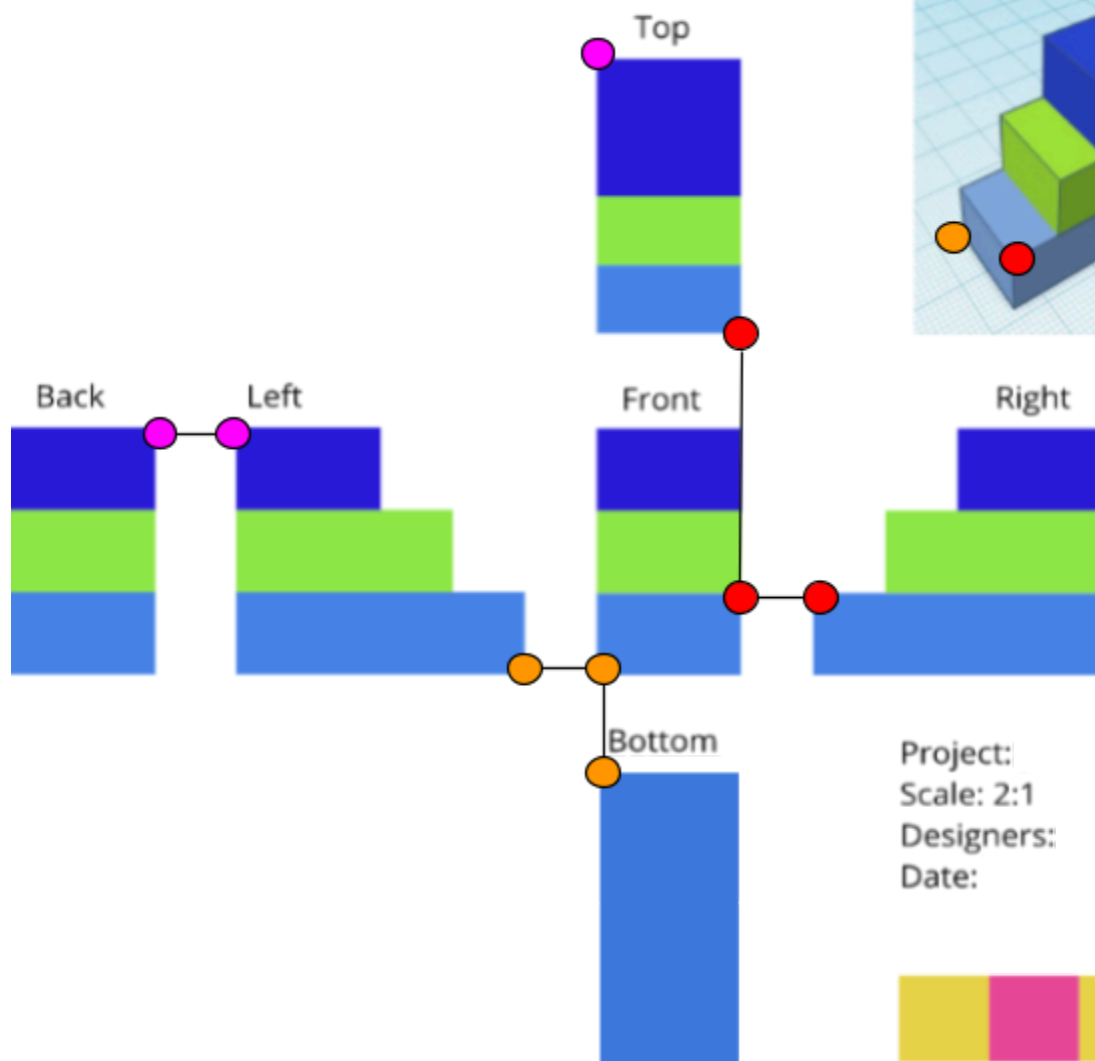 Top
Back
Left
Front
Right
Bottom
Project:
Scale: 2:1
Designers:
Date: